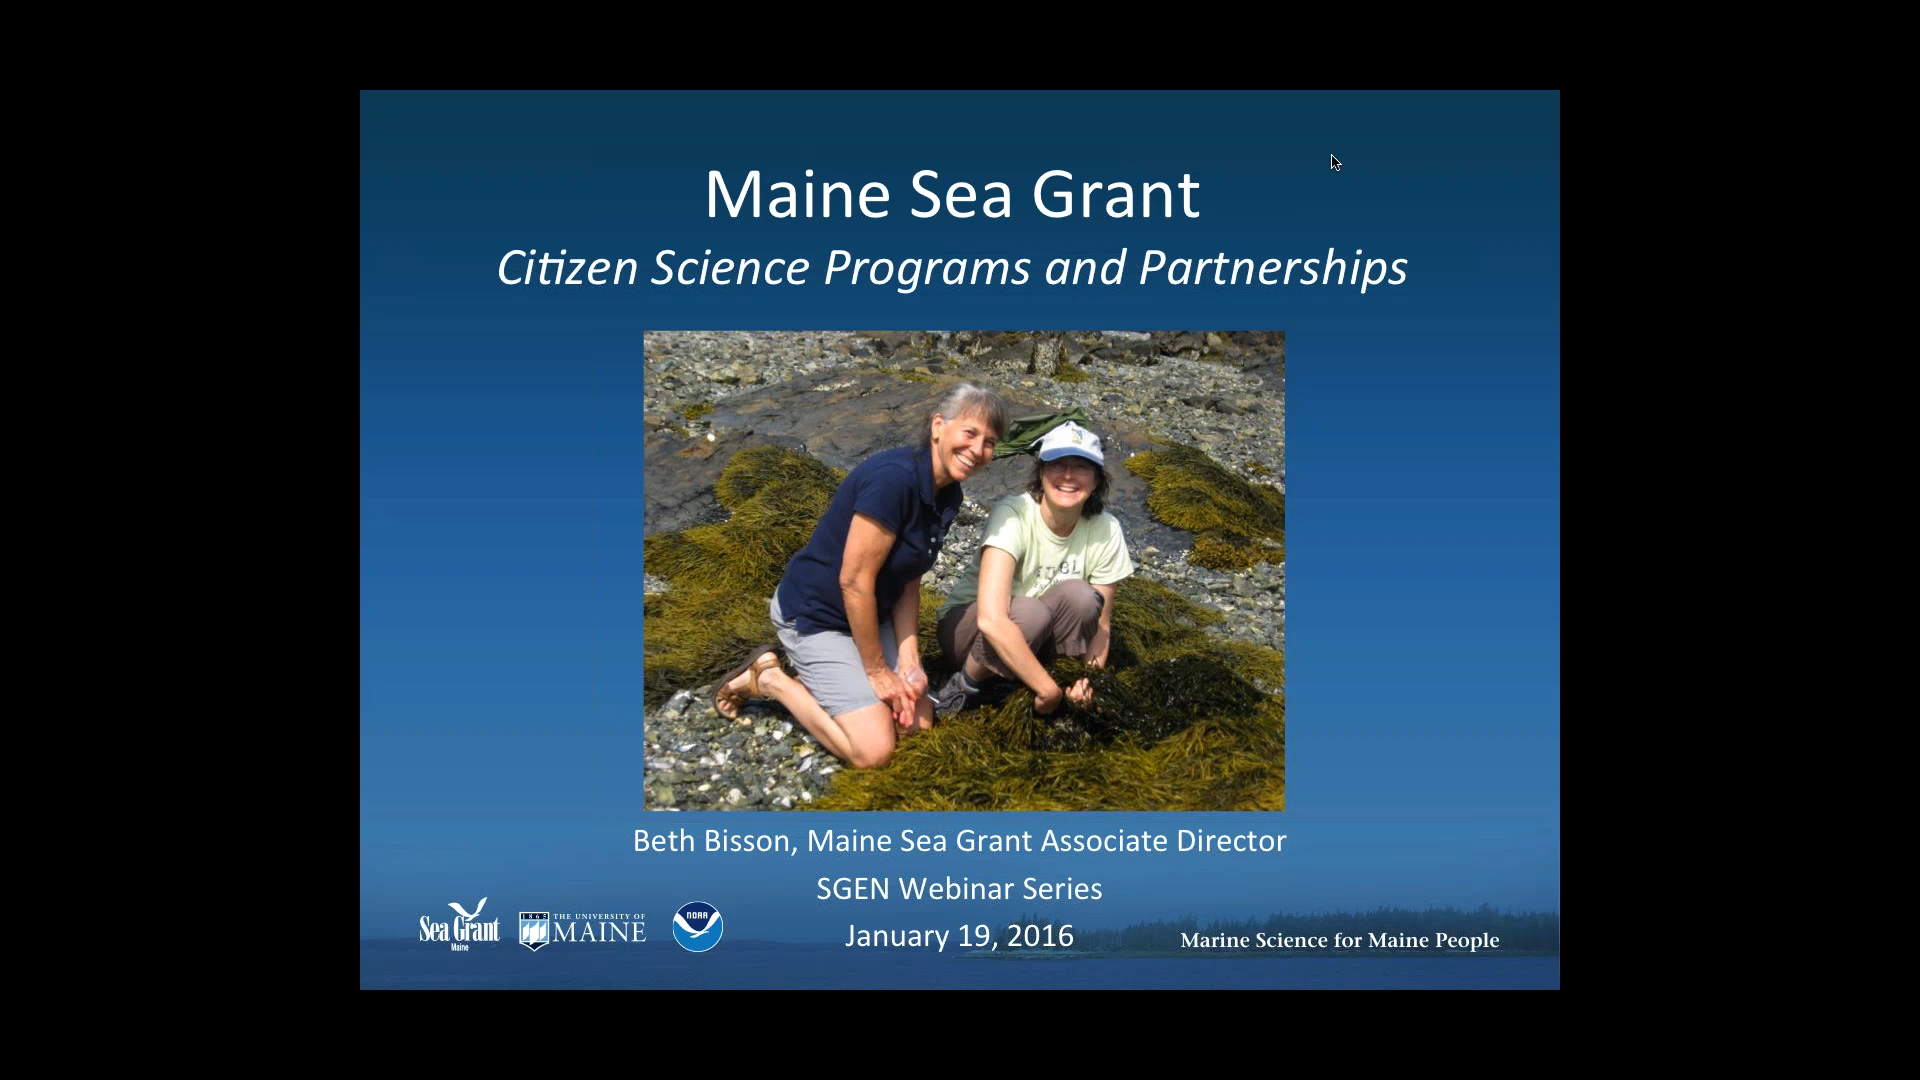 Maine Sea Grant
Citizen Science Programs and Partnerships
Beth Bisson, Maine Sea Grant Associate Director
SGEN Webinar Series
January 19, 2016
Sea Grant
Maine
1865
THE UNIVERSITY OF
MAINE
NOAA
Marine Science for Maine People